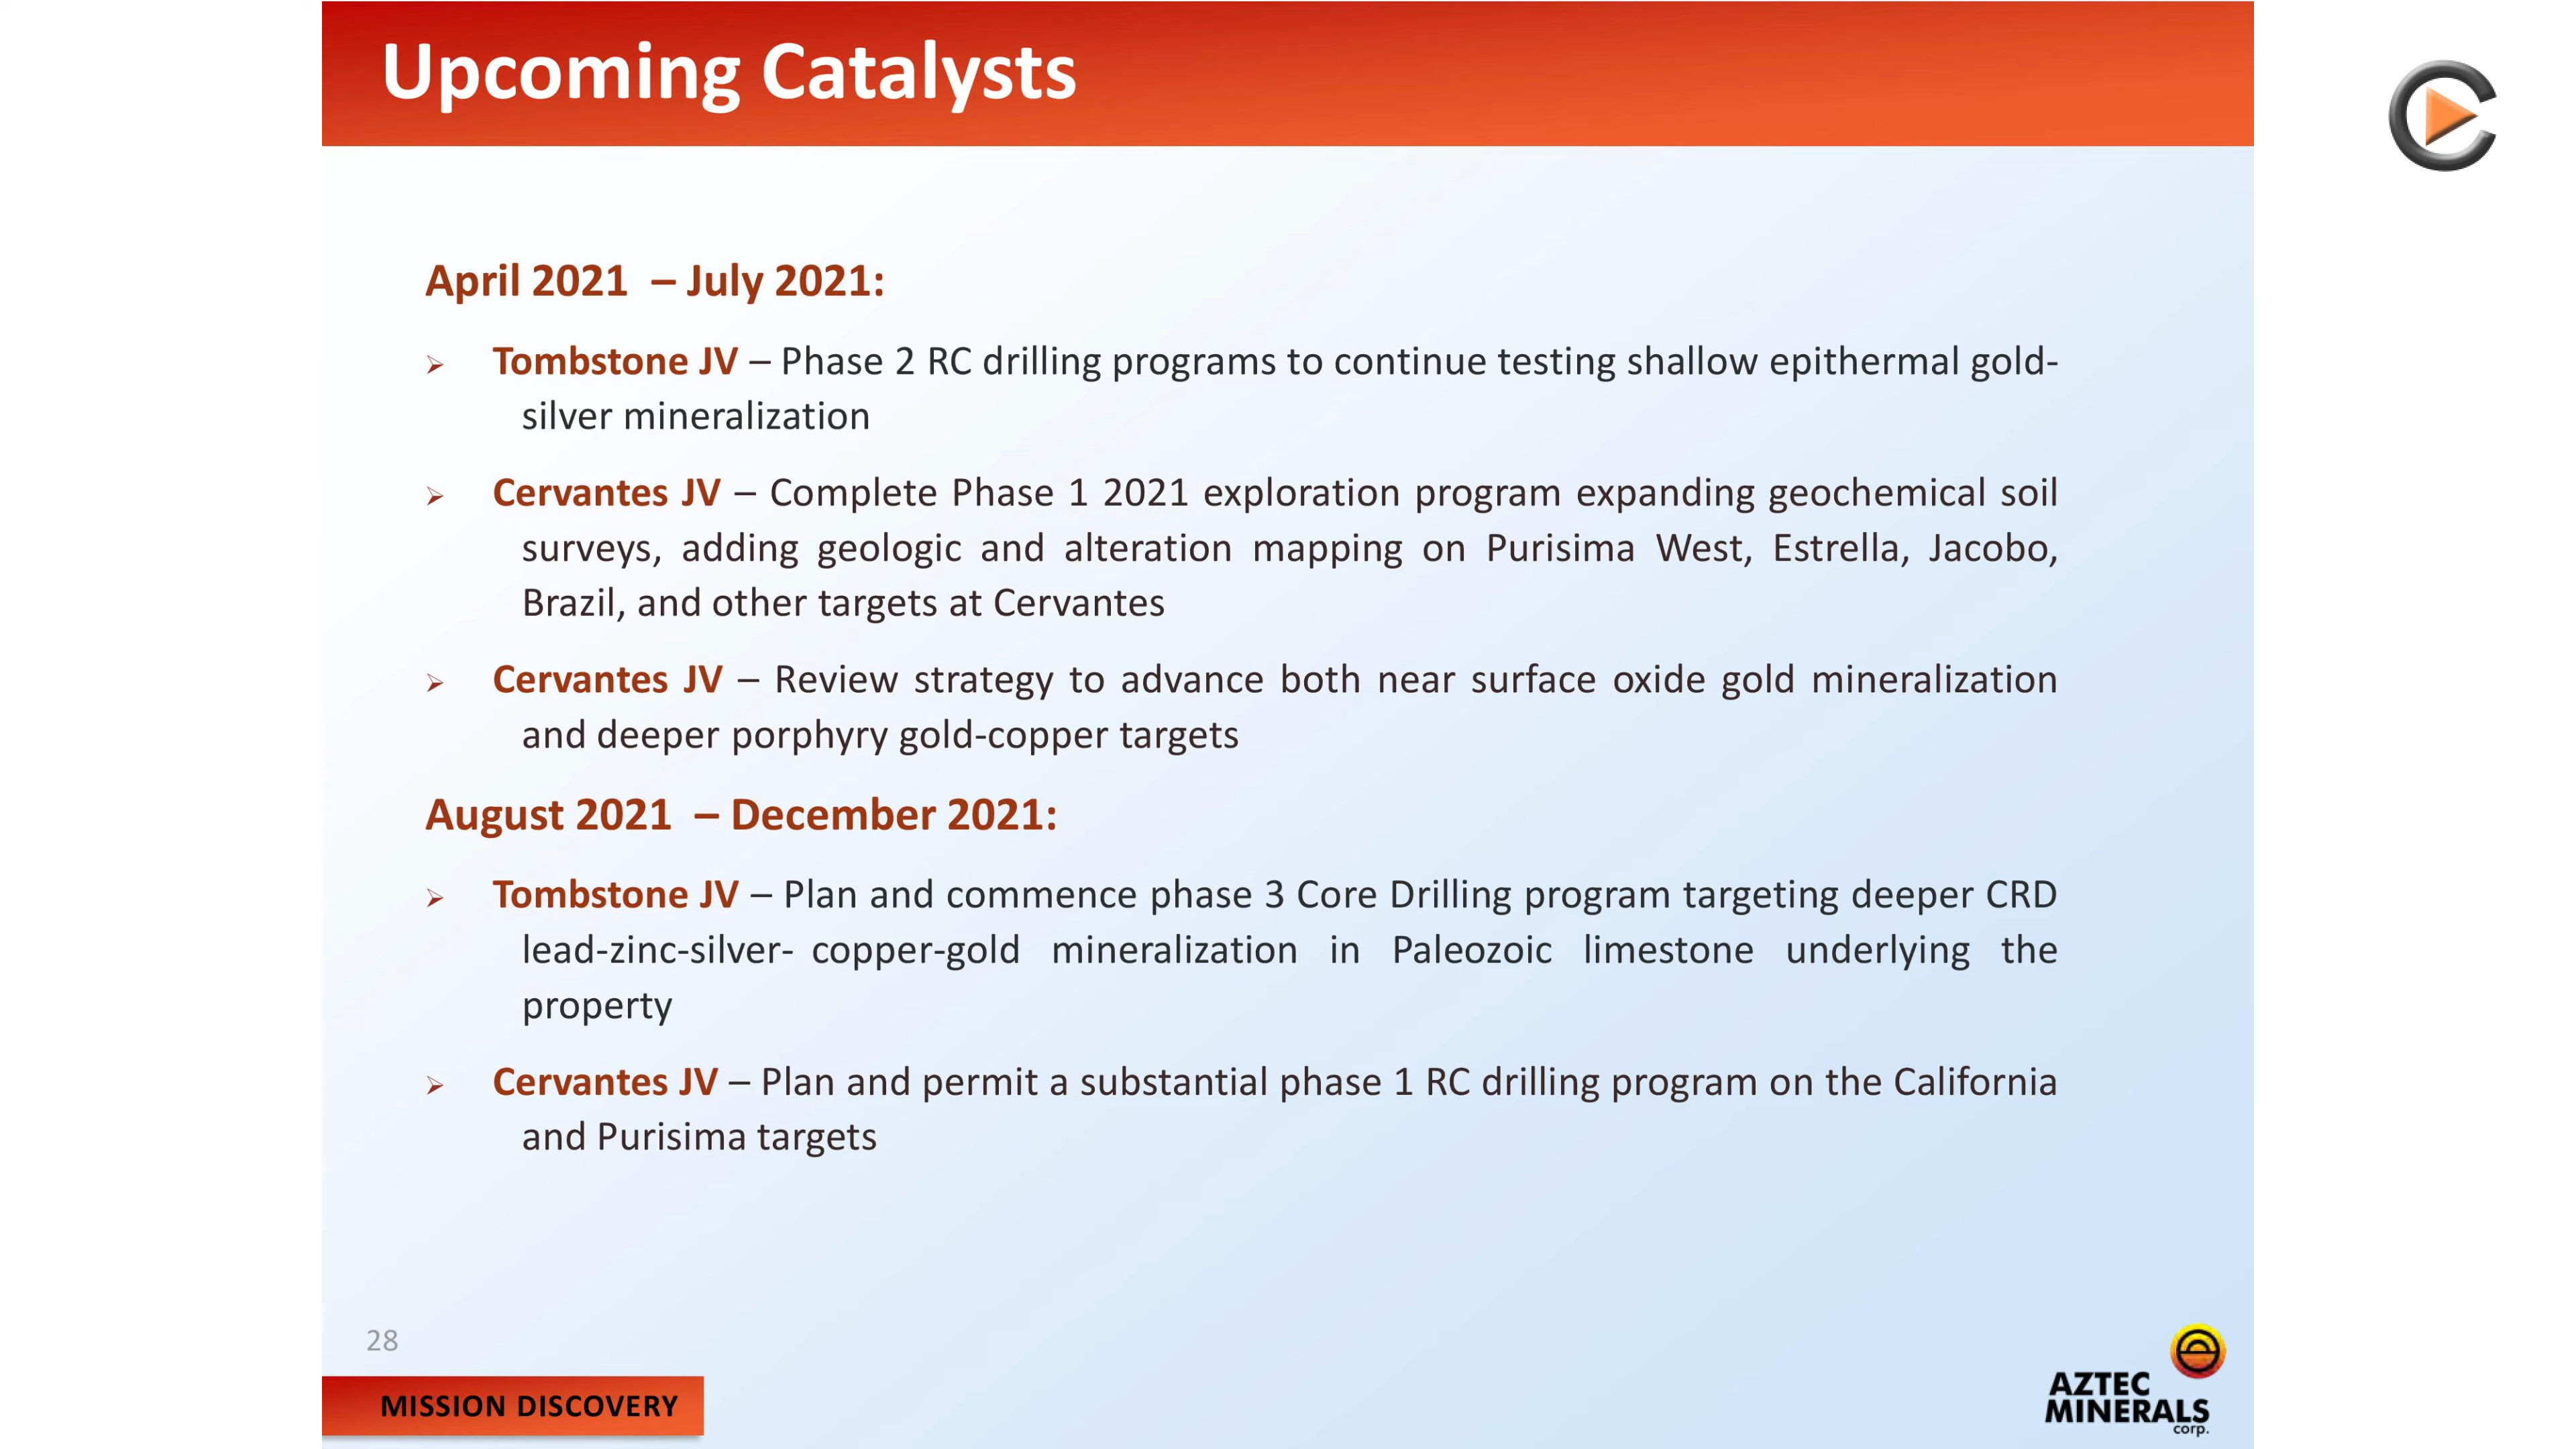 Upcoming Catalysts
April 2021 – July 2021:
➢ Tombstone JV – Phase 2 RC drilling programs to continue testing shallow epithermal gold-
silver mineralization
➢ Cervantes JV – Complete Phase 1 2021 exploration program expanding geochemical soil
surveys, adding geologic and alteration mapping on Purisima West, Estrella, Jacobo,
Brazil, and other targets at Cervantes
➢ Cervantes JV – Review strategy to advance both near surface oxide gold mineralization
and deeper porphyry gold-copper targets
August 2021 – December 2021:
➢ Tombstone JV – Plan and commence phase 3 Core Drilling program targeting deeper CRD
lead-zinc-silver- copper-gold mineralization in Paleozoic limestone underlying the
property
➢ Cervantes JV – Plan and permit a substantial phase 1 RC drilling program on the California
and Purisima targets
28
MISSION DISCOVERY
AZTEC
MINERALS
corp.